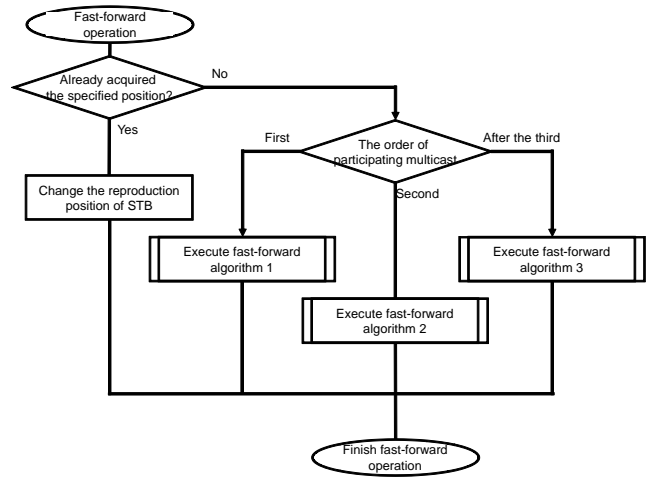 Fast-forward
operation
Already acquired
the specified position?
No
Yes
The order of
participating multicast
First
After the third
Second
Change the reproduction
position of STB
Execute fast-forward
algorithm 1
Execute fast-forward
algorithm 3
Execute fast-forward
algorithm 2
Finish fast-forward
operation